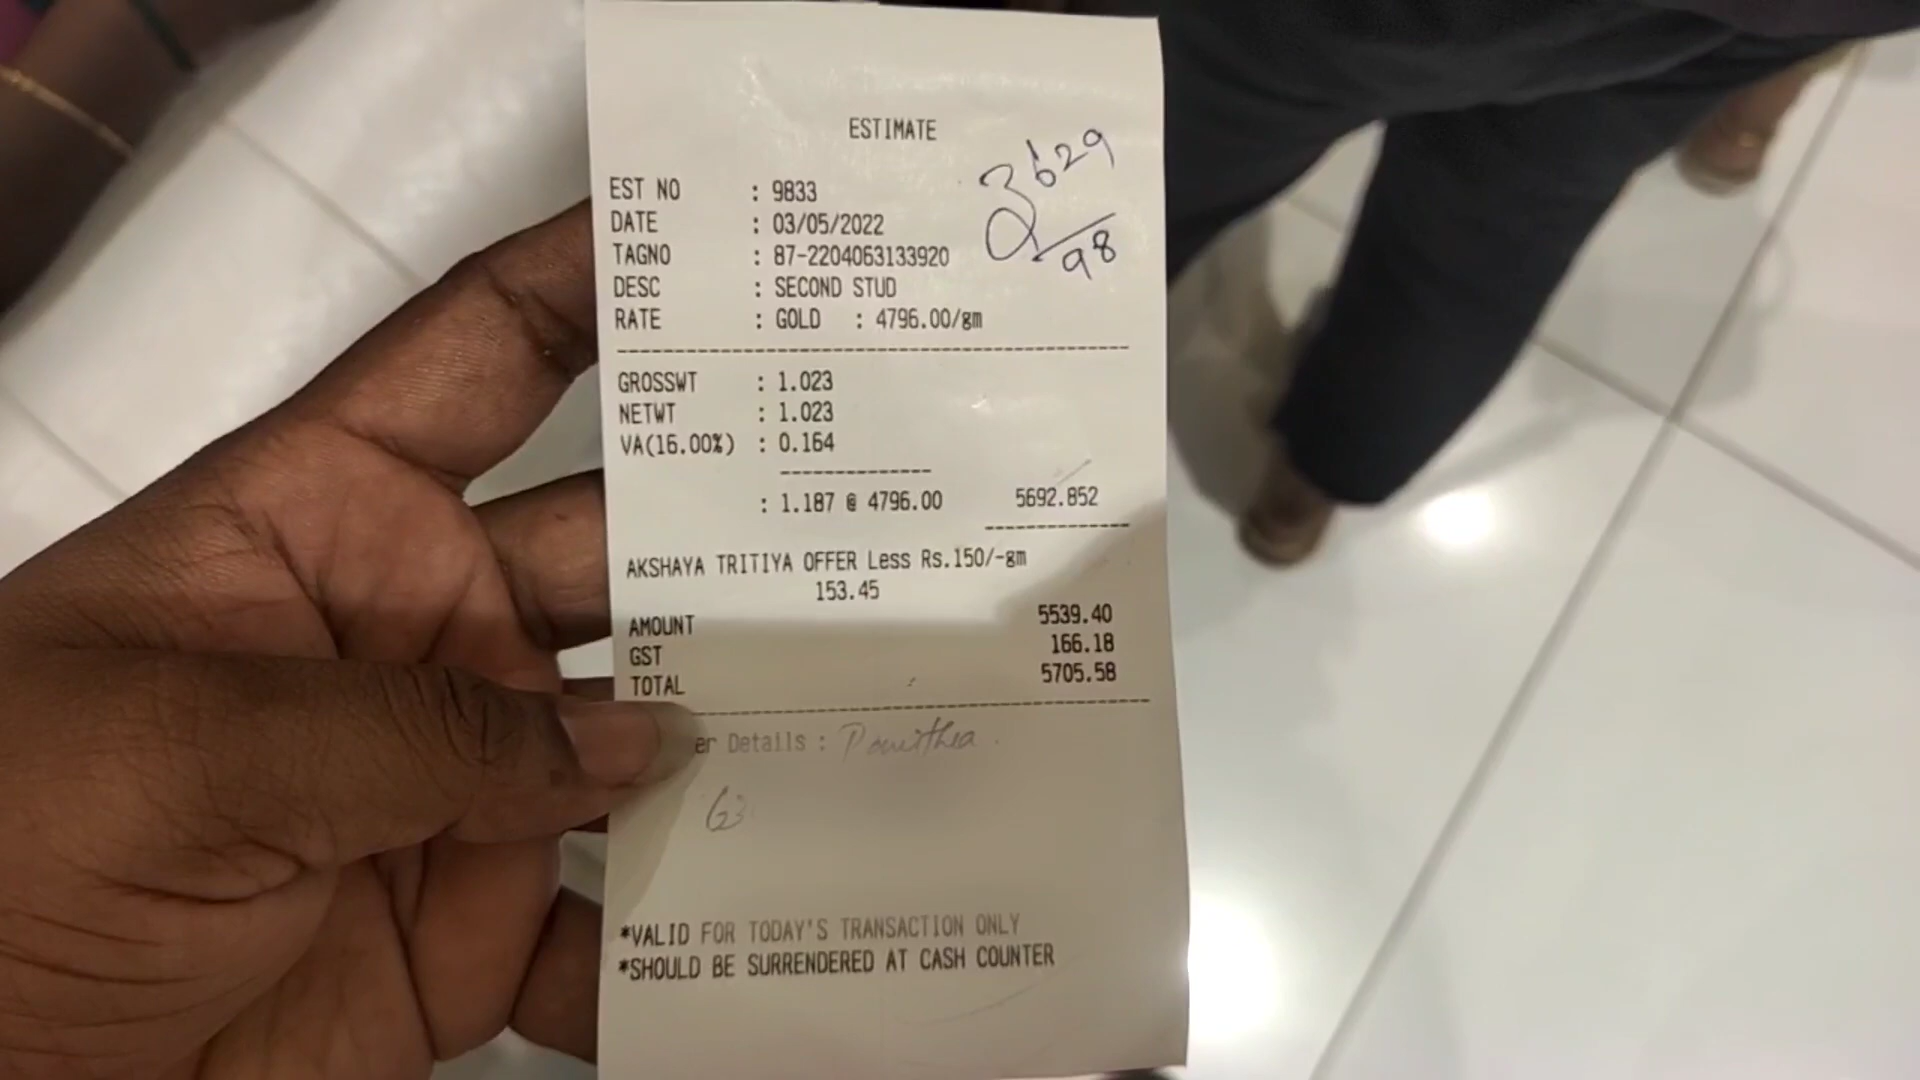 ESTIMATE
3629
98
EST NO : 9833
DATE : 03/05/2022
TAGNO : 87-2204063133920
DESC : SECOND STUD
RATE : GOLD : 4796.00/gm
GROSSWT : 1.023
NETWT : 1.023
VA(16.00%) : 0.164
: 1.187 @ 4796.00 5692.852
AKSHAYA TRITIYA OFFER Less Rs.150/-gm
153.45
AMOUNT 5539.40
GST 166.18
TOTAL 5705.58
er Details :
*VALID FOR TODAY'S TRANSACTION ONLY
*SHOULD BE SURRENDERED AT CASH COUNTER